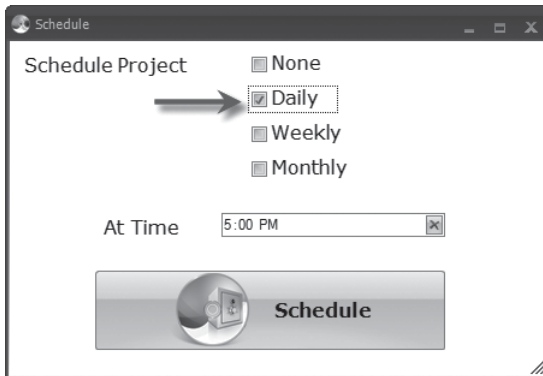 Schedule
Schedule Project
None
Daily
Weekly
Monthly
At Time
5:00 PM
Schedule